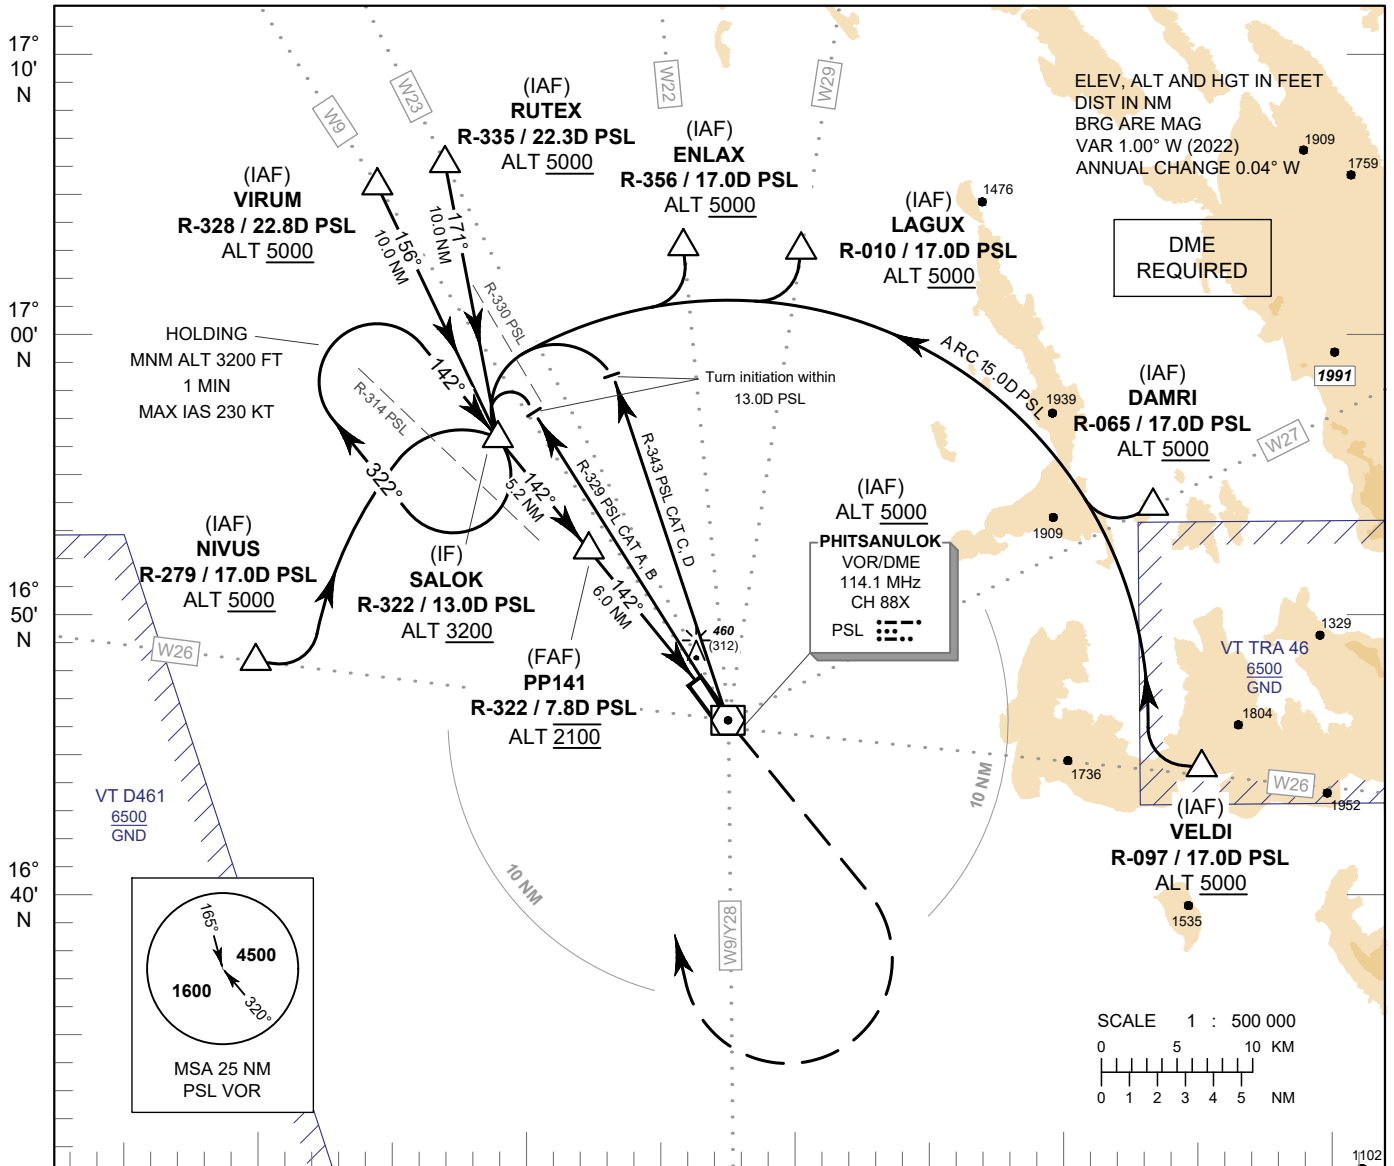 17°
10'
N
17°
00'
N
16°
50'
N
16°
40'
N
W9
W23
W22
W29
(IAF)
RUTEX
R-335 / 22.3D PSL
ALT 5000
(IAF)
ENLAX
R-356 / 17.0D PSL
ALT 5000
(IAF)
VIRUM
R-328 / 22.8D PSL
ALT 5000
(IAF)
LAGUX
R-010 / 17.0D PSL
ALT 5000
ELEV, ALT AND HGT IN FEET
DIST IN NM
BRG ARE MAG
VAR 1.00° W (2022)
ANNUAL CHANGE 0.04° W
1909
1759
1476
DME
REQUIRED
156°
10.0 NM
171°
10.0 NM
R-330 PSL
HOLDING
MNM ALT 3200 FT
1 MIN
MAX IAS 230 KT
142°
R-314 PSL
322°
Turn initiation within
13.0D PSL
ARC 15.0D PSL
1939
1991
(IAF)
DAMRI
R-065 / 17.0D PSL
ALT 5000
W27
142°
5.2 NM
R-329 PSL CAT A, B
R-343 PSL CAT C, D
(IAF)
ALT 5000
PHITSANULOK
VOR/DME
114.1 MHz
CH 88X
PSL
1909
(IAF)
NIVUS
R-279 / 17.0D PSL
ALT 5000
(IF)
SALOK
R-322 / 13.0D PSL
ALT 3200
142°
6.0 NM
460
(312)
W26
(FAF)
PP141
R-322 / 7.8D PSL
ALT 2100
1329
VT TRA 46
6500
GND
1804
1736
W26
1952
10 NM
10 NM
(IAF)
VELDI
R-097 / 17.0D PSL
ALT 5000
1535
VT D461
6500
GND
W9/Y28
165°
4500
1600
320°
MSA 25 NM
PSL VOR
SCALE 1 : 500 000
0 5 10 KM
0 1 2 3 4 5 NM
1102